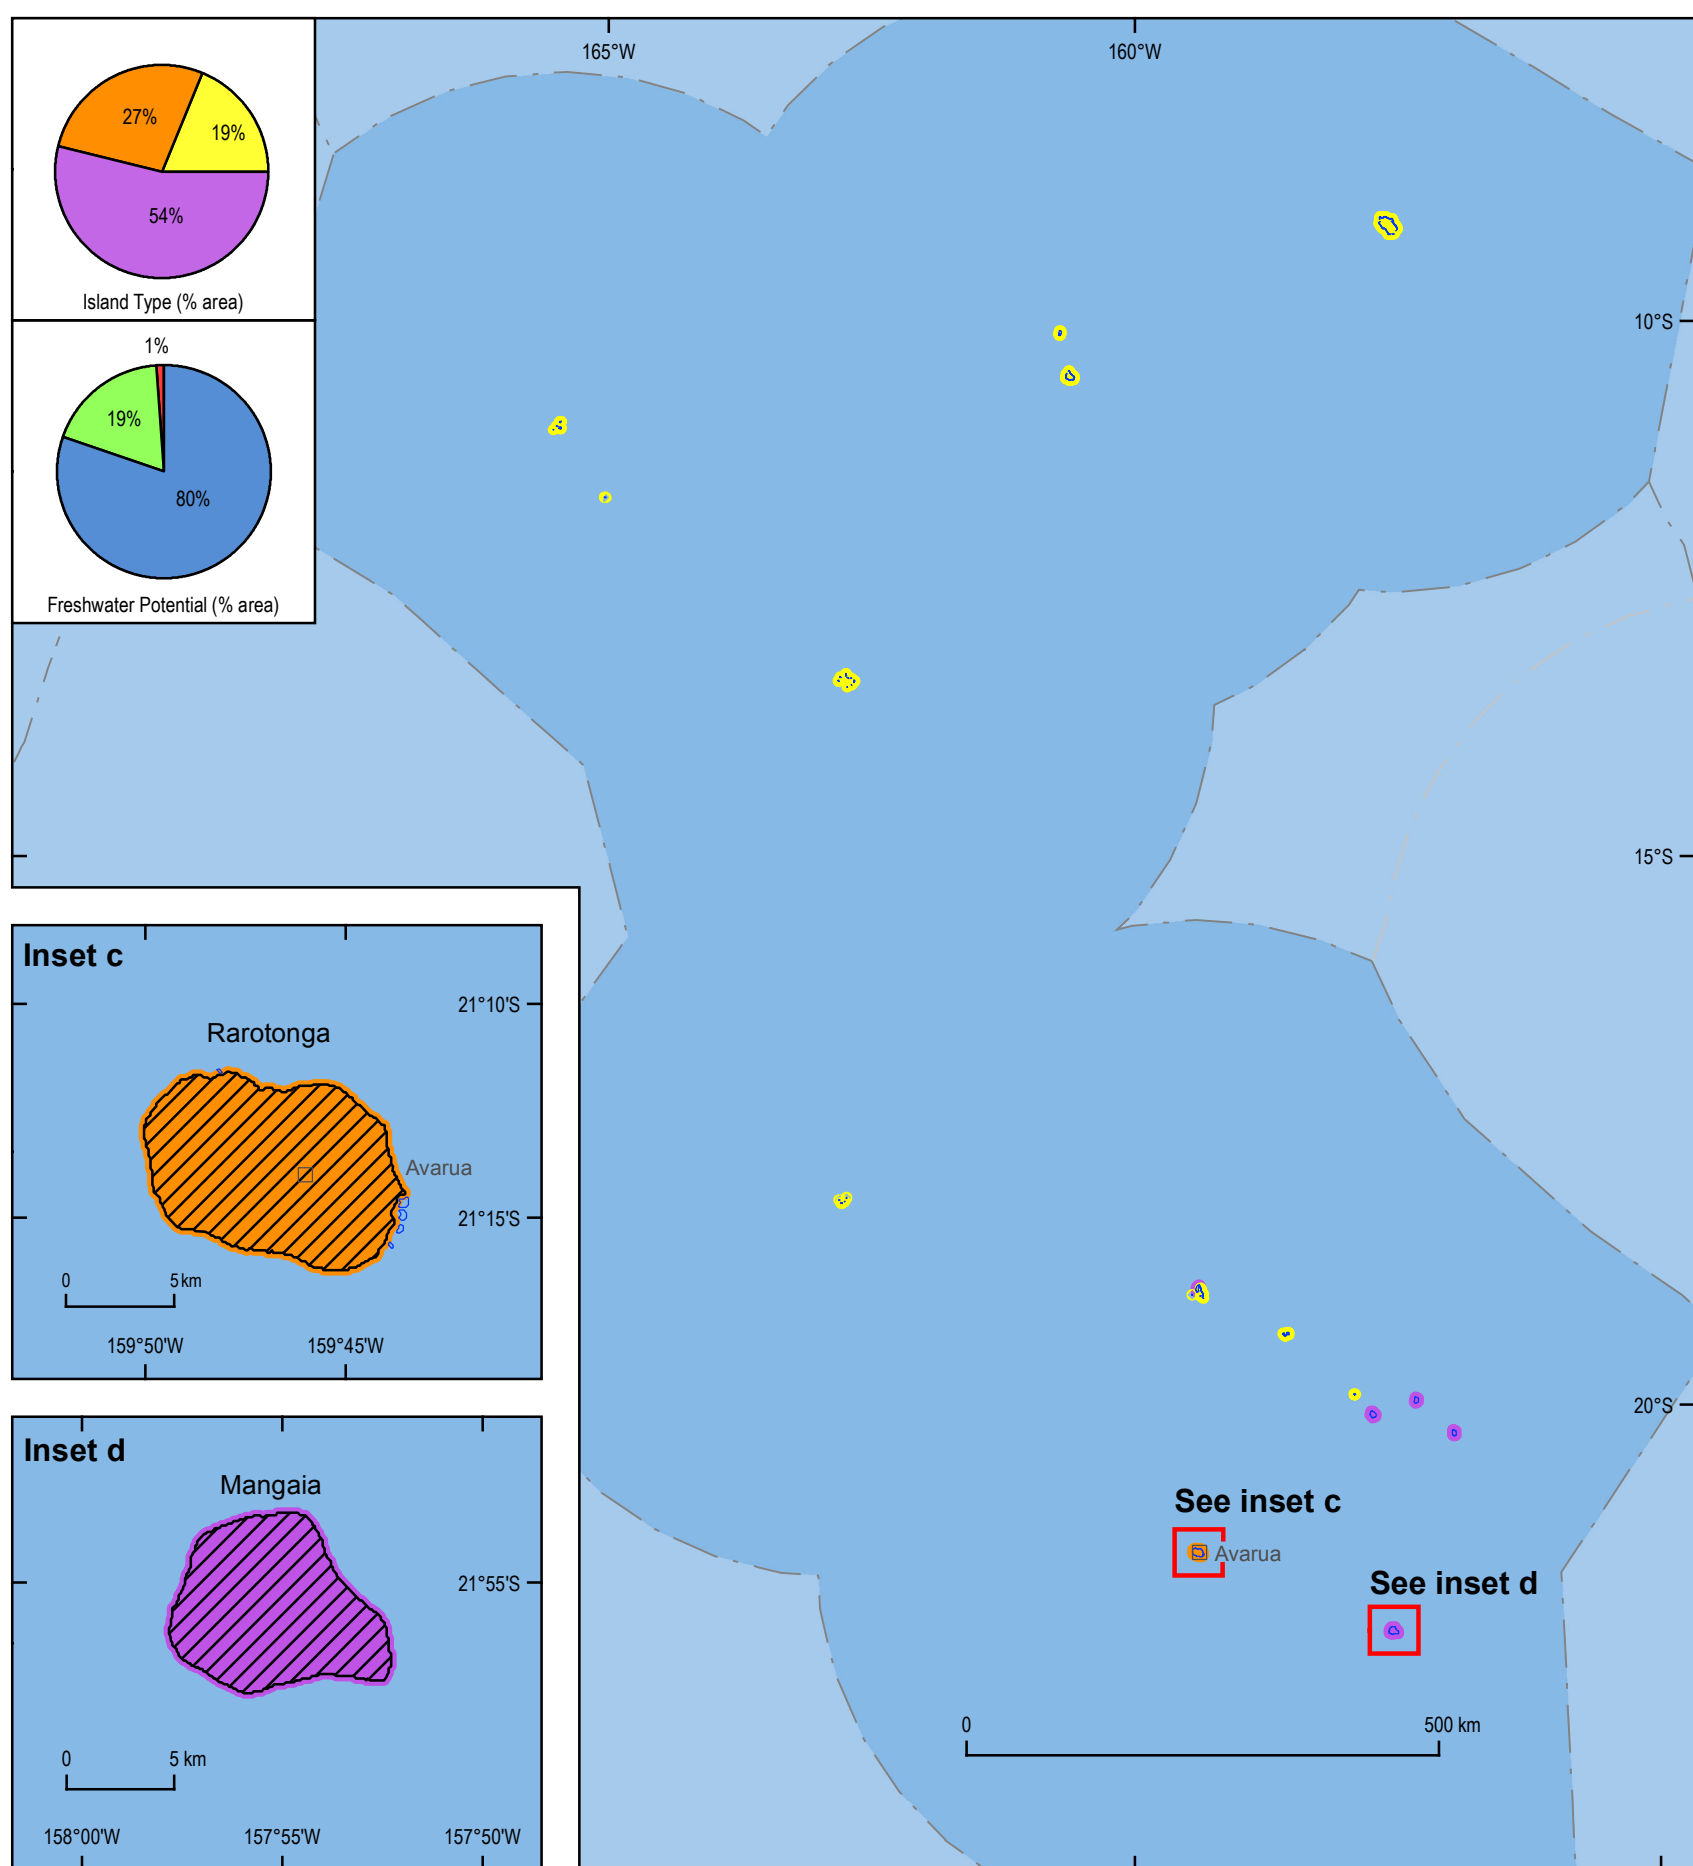 165°W
160°W
27%
19%
54%
Island Type (% area)
1%
19%
80%
Freshwater Potential (% area)
10°S
15°S
20°S
Inset c
21°10'S
Rarotonga
Avarua
21°15'S
0
5 km
159°50'W
159°45'W
Inset d
Mangaia
21°55'S
0
5 km
158°00'W
157°55'W
157°50'W
See inset c
Avarua
See inset d
0
500 km